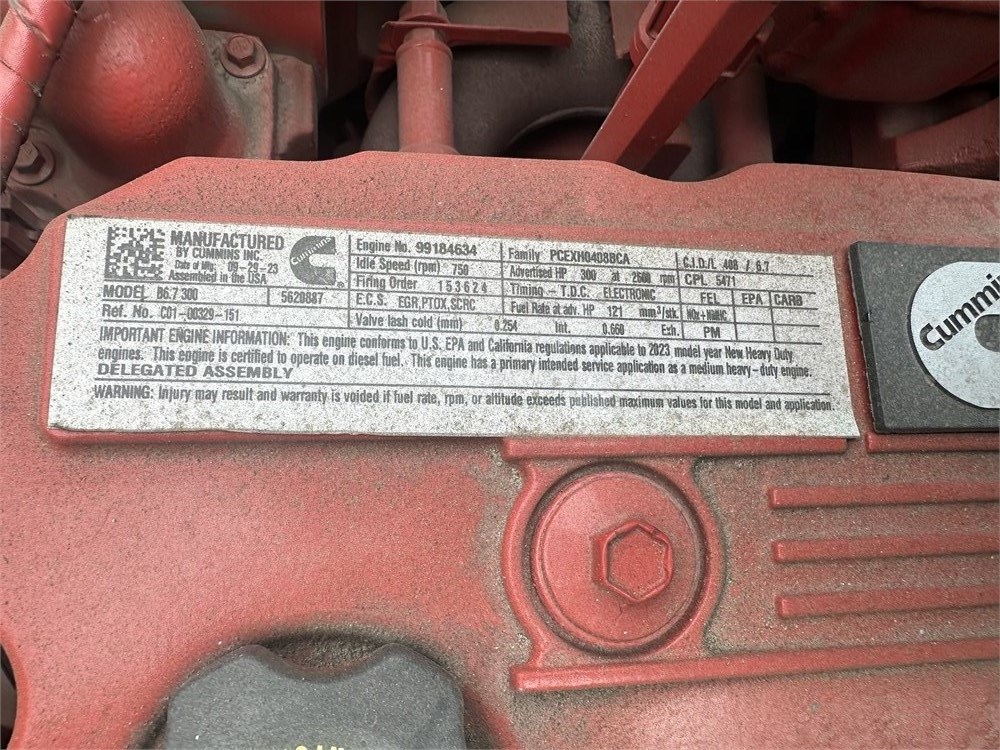 MANUFACTURED
BY CUMMINS INC.
Date of Mfg: 09-29-23
Assembled in the USA
Cummins
MODEL B6.7 300 5620887
Ref. No. C01-00329-151
Engine No. 99184634
Idle Speed (rpm) 750
Firing Order 153624
E.C.S. EGR,PTOX,SCRC
Valve lash cold (mm) 0.254 Int. 0.660 Exh.
Family PCEXH0408BCA
Advertised HP 300 at 2600 rpm
Timing - T.D.C. ELECTRONIC
Fuel Rate at adv. HP 121 mm³/stk.
C.I.D./L 408 / 6.7
CPL 5471
FEL EPA CARB
NOx+NMHC
PM
IMPORTANT ENGINE INFORMATION: This engine conforms to U.S. EPA and California regulations applicable to 2023 model year New Heavy Duty
engines. This engine is certified to operate on diesel fuel. This engine has a primary intended service application as a medium heavy-duty engine.
DELEGATED ASSEMBLY
WARNING: Injury may result and warranty is voided if fuel rate, rpm, or altitude exceeds published maximum values for this model and application.
Cummin